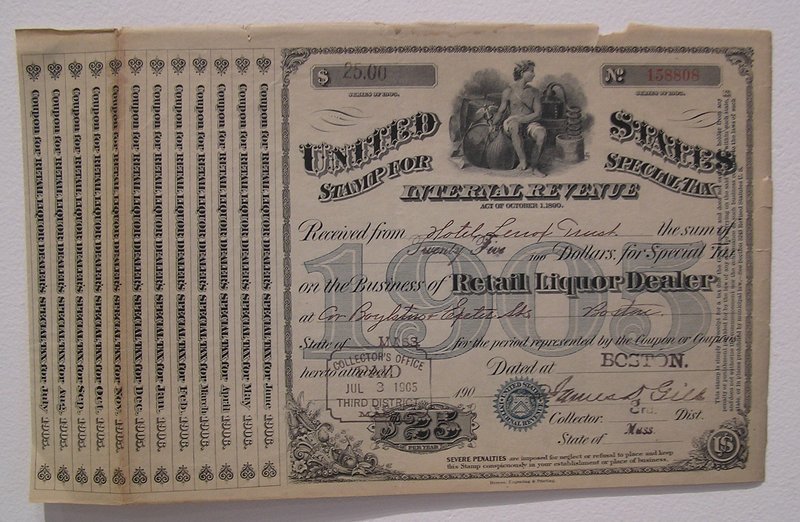 $ 25.00
No. 158808
UNITED STATES
STAMP FOR SPECIAL TAX
INTERNAL REVENUE
ACT OF OCTOBER 1, 1890.
Received from Hotel Lenox Trust the sum of
Twenty Five /100 Dollars, for Special Tax
on the Business of Retail Liquor Dealer
1905
at Cor Boylston Exeter Sts Boston
State of MASS. for the period represented by the Coupon or Coupons
hereto attached.
Dated at BOSTON.
COLLECTOR'S OFFICE
PAID
JUL 3 1905
THIRD DISTRICT
MASS.
190
James D Gill
Collector. 3rd. Dist.
State of Mass.
$25
PER YEAR
US
SEVERE PENALTIES are imposed for neglect or refusal to place and keep
this Stamp conspicuously in your establishment or place of business.
Coupon for RETAIL LIQUOR DEALER'S SPECIAL TAX for July 1905.
Coupon for RETAIL LIQUOR DEALER'S SPECIAL TAX for Aug. 1905.
Coupon for RETAIL LIQUOR DEALER'S SPECIAL TAX for Sep. 1905.
Coupon for RETAIL LIQUOR DEALER'S SPECIAL TAX for Oct. 1905.
Coupon for RETAIL LIQUOR DEALER'S SPECIAL TAX for Nov. 1905.
Coupon for RETAIL LIQUOR DEALER'S SPECIAL TAX for Dec. 1905.
Coupon for RETAIL LIQUOR DEALER'S SPECIAL TAX for Jan. 1906.
Coupon for RETAIL LIQUOR DEALER'S SPECIAL TAX for Feb. 1906.
Coupon for RETAIL LIQUOR DEALER'S SPECIAL TAX for March 1906.
Coupon for RETAIL LIQUOR DEALER'S SPECIAL TAX for April 1906.
Coupon for RETAIL LIQUOR DEALER'S SPECIAL TAX for May 1906.
Coupon for RETAIL LIQUOR DEALER'S SPECIAL TAX for June 1906.